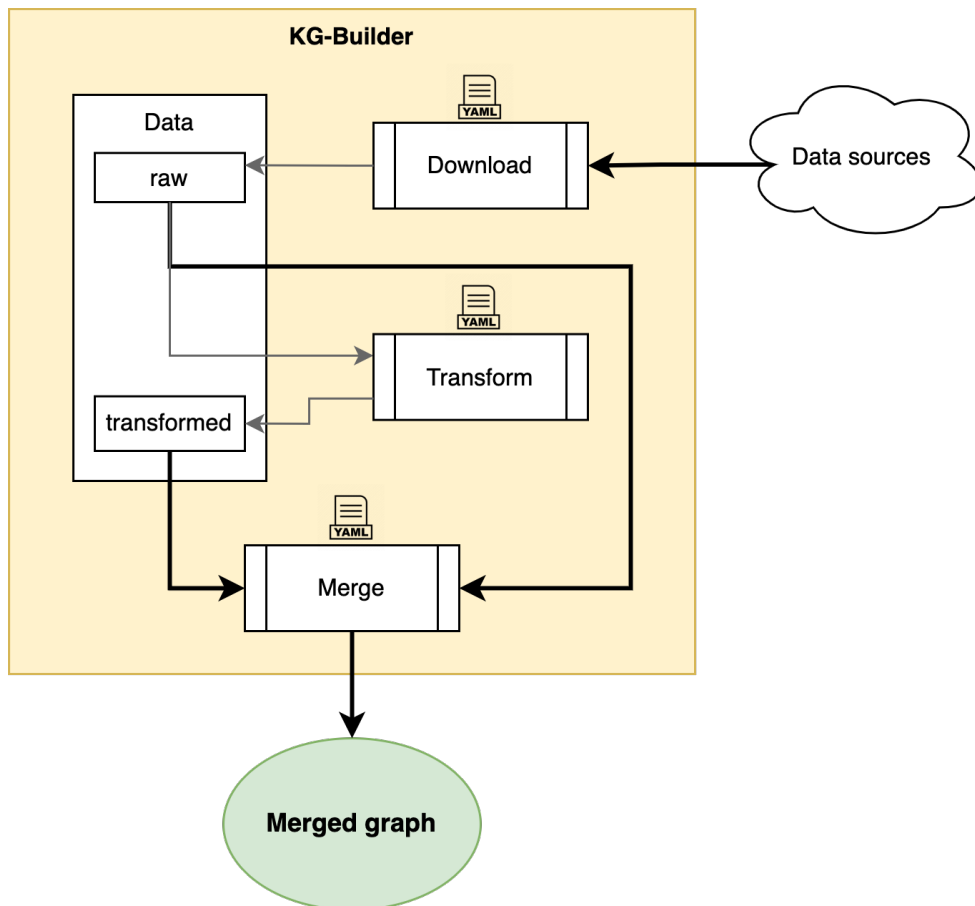 KG-Builder
YAML
Data
Download
Data sources
raw
YAML
Transform
transformed
YAML
Merge
Merged graph